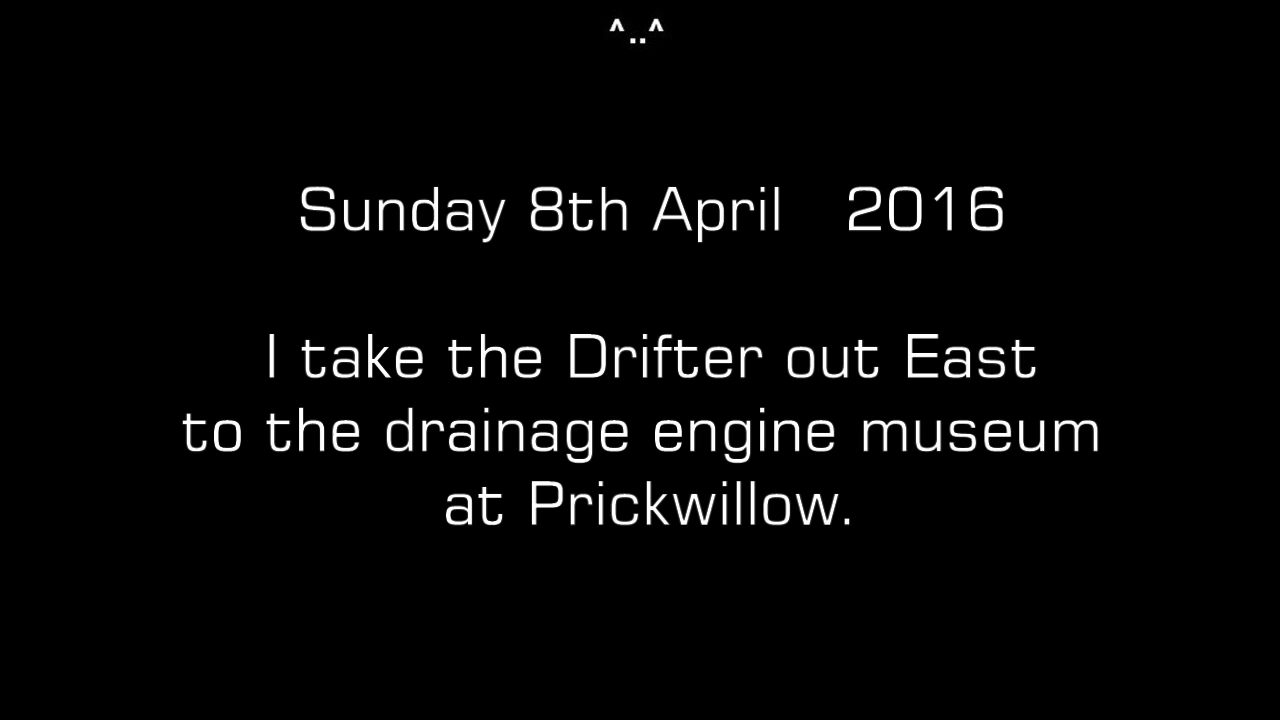 ^..^
Sunday 8th April 2016
I take the Drifter out East
to the drainage engine museum
at Prickwillow.